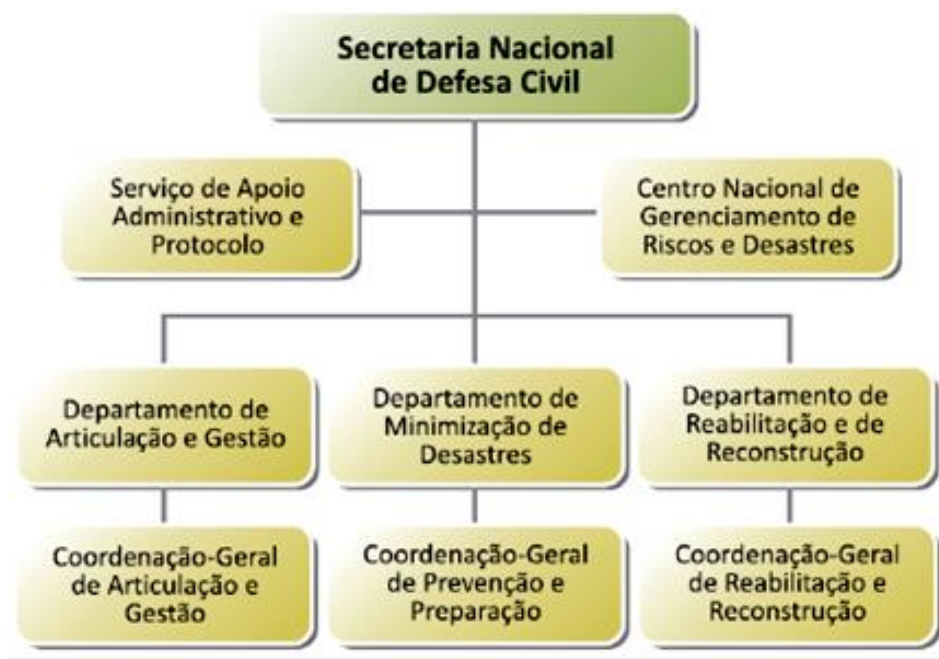 Secretaria Nacional
de Defesa Civil
Serviço de Apoio
Administrativo e
Protocolo
Centro Nacional de
Gerenciamento de
Riscos e Desastres
Departamento de
Articulação e Gestão
Departamento de
Minimização de
Desastres
Departamento de
Reabilitação e de
Reconstrução
Coordenação-Geral
de Articulação e
Gestão
Coordenação-Geral
de Prevenção e
Preparação
Coordenação-Geral
de Reabilitação e
Reconstrução